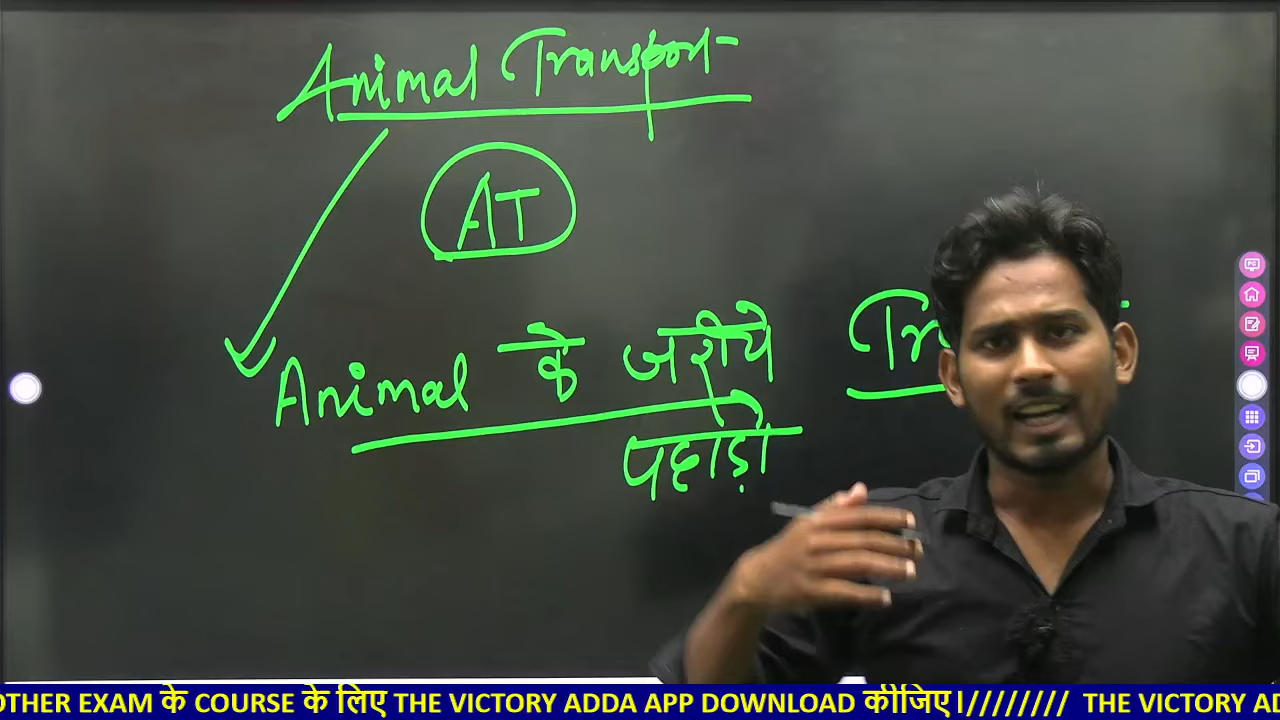 Animal Transport
AT
Animal के जरीये
पहाड़ो
OTHER EXAM के COURSE के लिए THE VICTORY ADDA APP DOWNLOAD कीजिए।//////// THE VICTORY AD